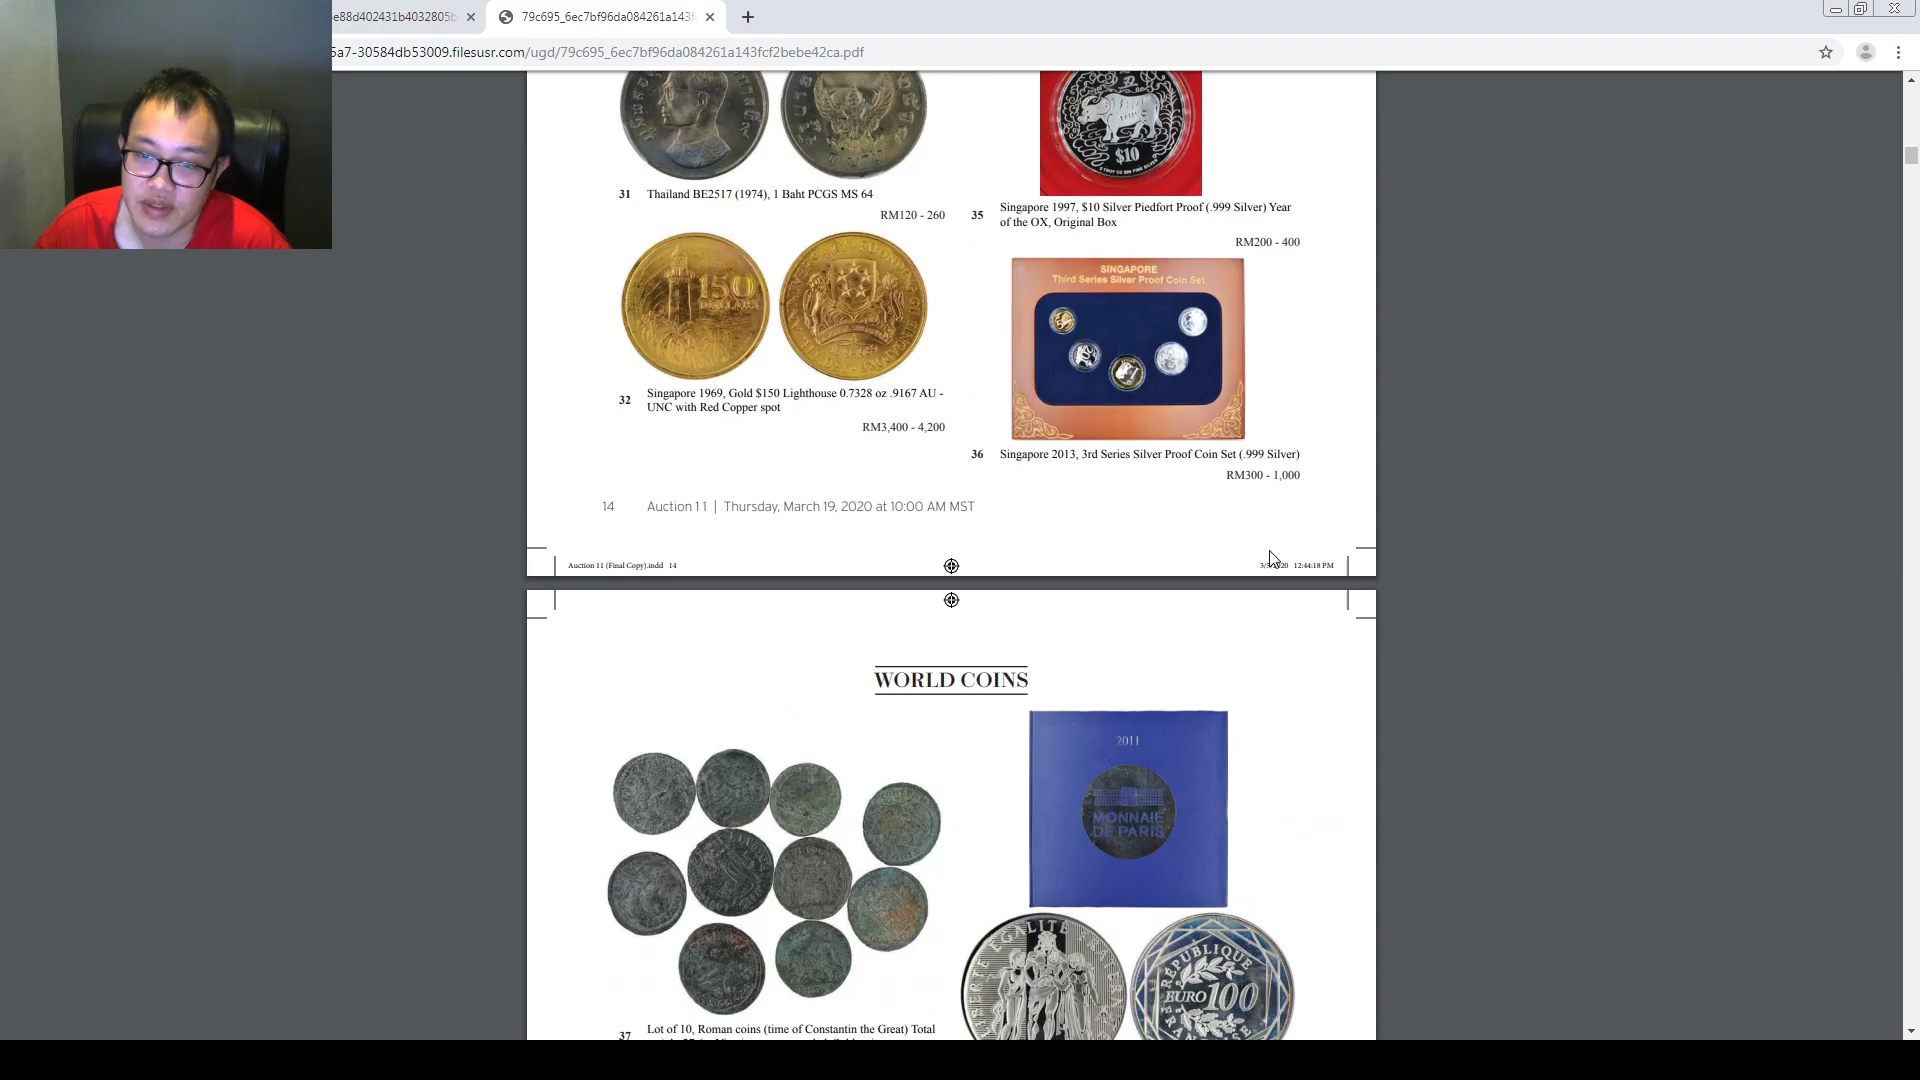 e88d402431b4032805b
79c695_6ec7bf96da084261a143f
5a7-30584db53009.filesusr.com/ugd/79c695_6ec7bf96da084261a143fcf2bebe42ca.pdf
31 Thailand BE2517 (1974), 1 Baht PCGS MS 64
RM120 - 260
150
32 Singapore 1969, Gold $150 Lighthouse 0.7328 oz .9167 AU -
UNC with Red Copper spot
RM3,400 - 4,200
$10
35 Singapore 1997, $10 Silver Piedfort Proof (.999 Silver) Year
of the OX, Original Box
RM200 - 400
SINGAPORE
Third Series Silver Proof Coin Set
36 Singapore 2013, 3rd Series Silver Proof Coin Set (.999 Silver)
RM300 - 1,000
14 Auction 11 | Thursday, March 19, 2020 at 10:00 AM MST
Auction 11 (Final Copy).indd 14
12:44:18 PM
WORLD COINS
2011
MONNAIE
DE PARIS
EGALITE
REPUBLIQUE
EURO 100
37 Lot of 10, Roman coins (time of Constantin the Great) Total